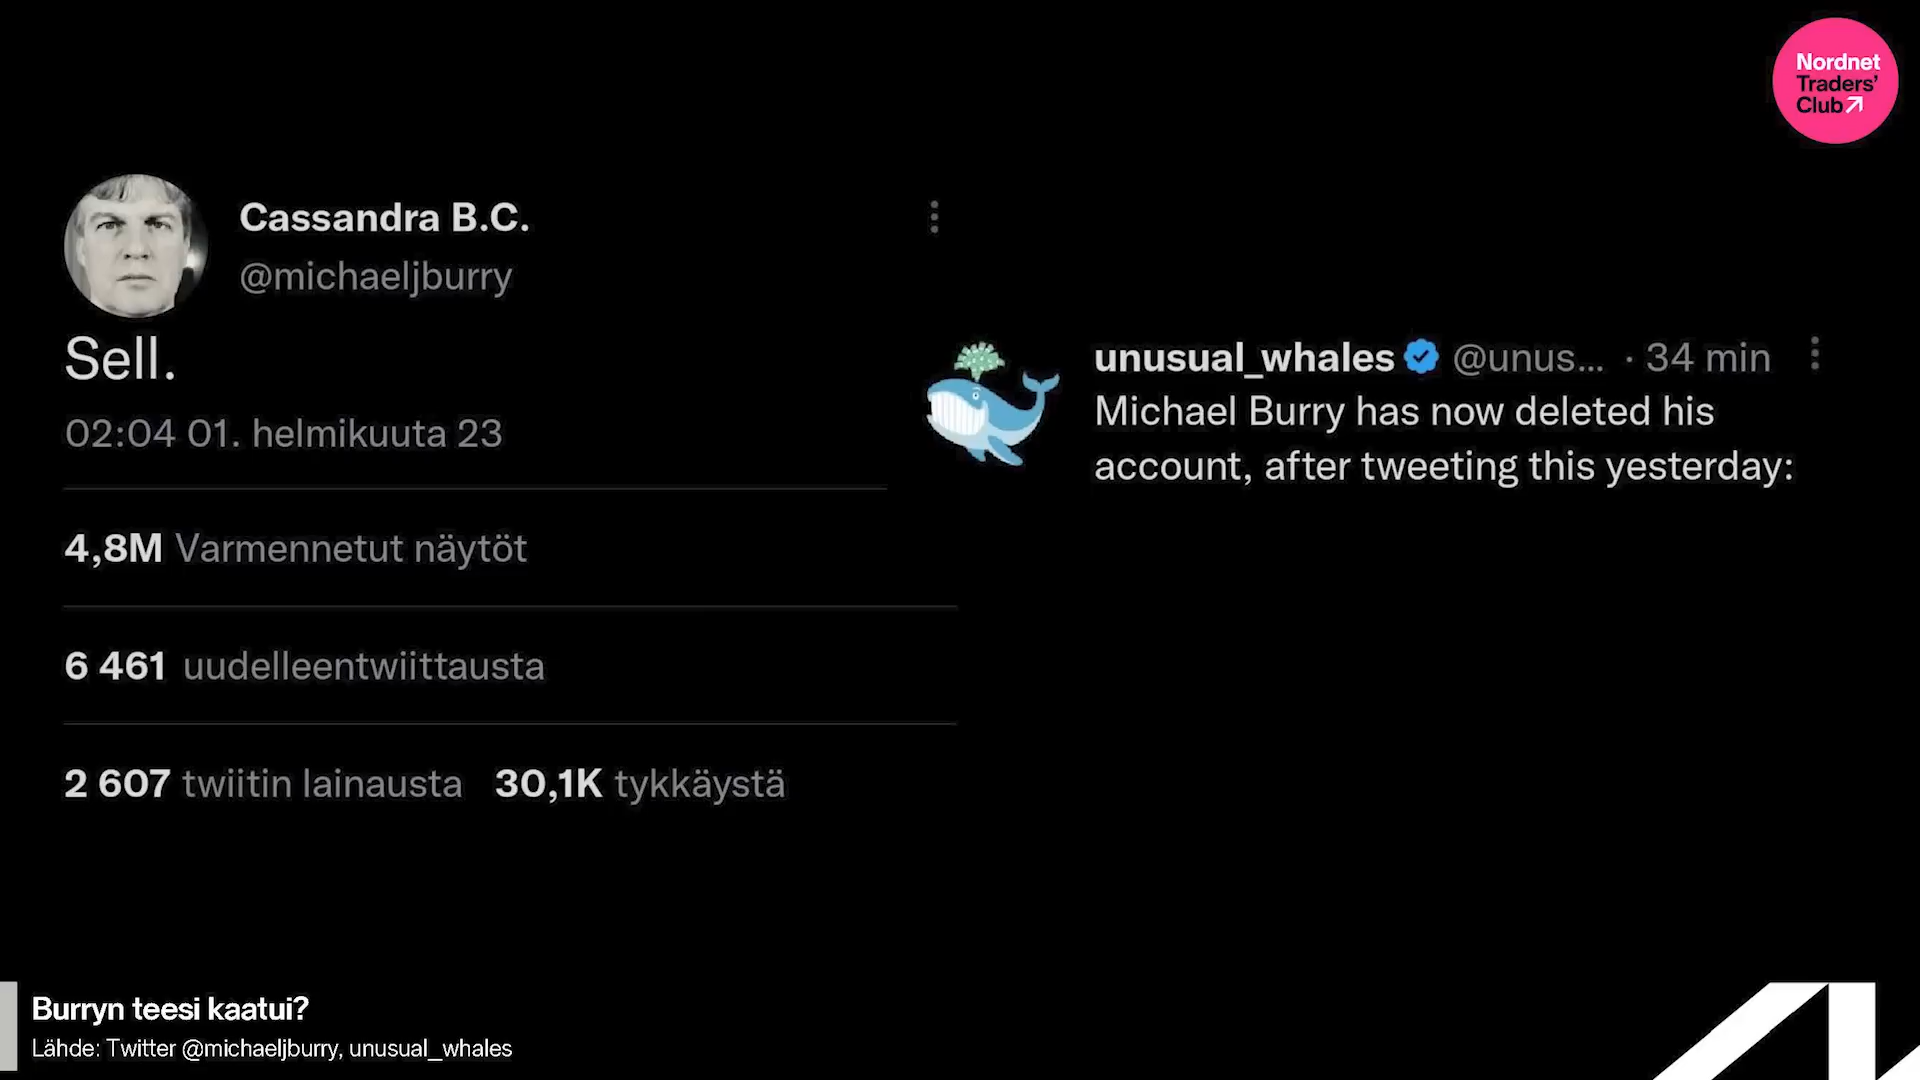 Nordnet
Traders'
Club
Cassandra B.C.
@michaeljburry
Sell.
02:04 01. helmikuuta 23
4,8M Varmennetut näytöt
6 461 uudelleentwiittausta
2 607 twiitin lainausta 30,1K tykkäystä
unusual_whales @unus... · 34 min
Michael Burry has now deleted his
account, after tweeting this yesterday:
Burryn teesi kaatui?
Lähde: Twitter @michaeljburry, unusual_whales